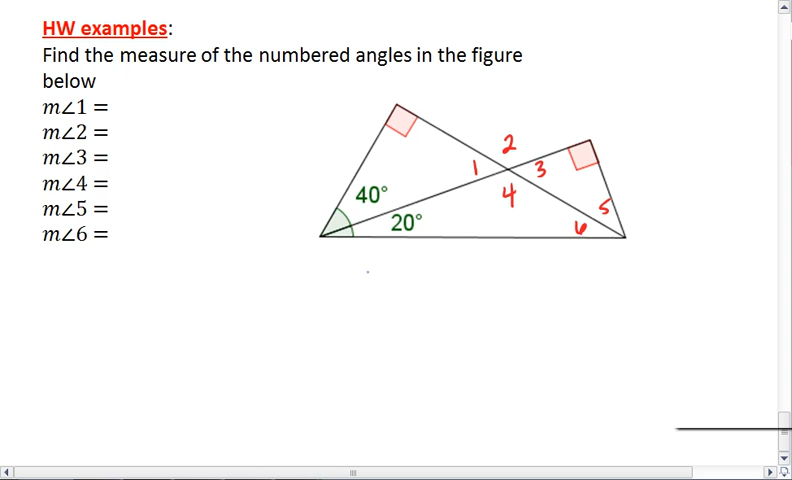 HW examples:
Find the measure of the numbered angles in the figure
below
m∠1 =
m∠2 =
m∠3 =
m∠4 =
m∠5 =
m∠6 =
2
1
3
40°
4
20°
5
6